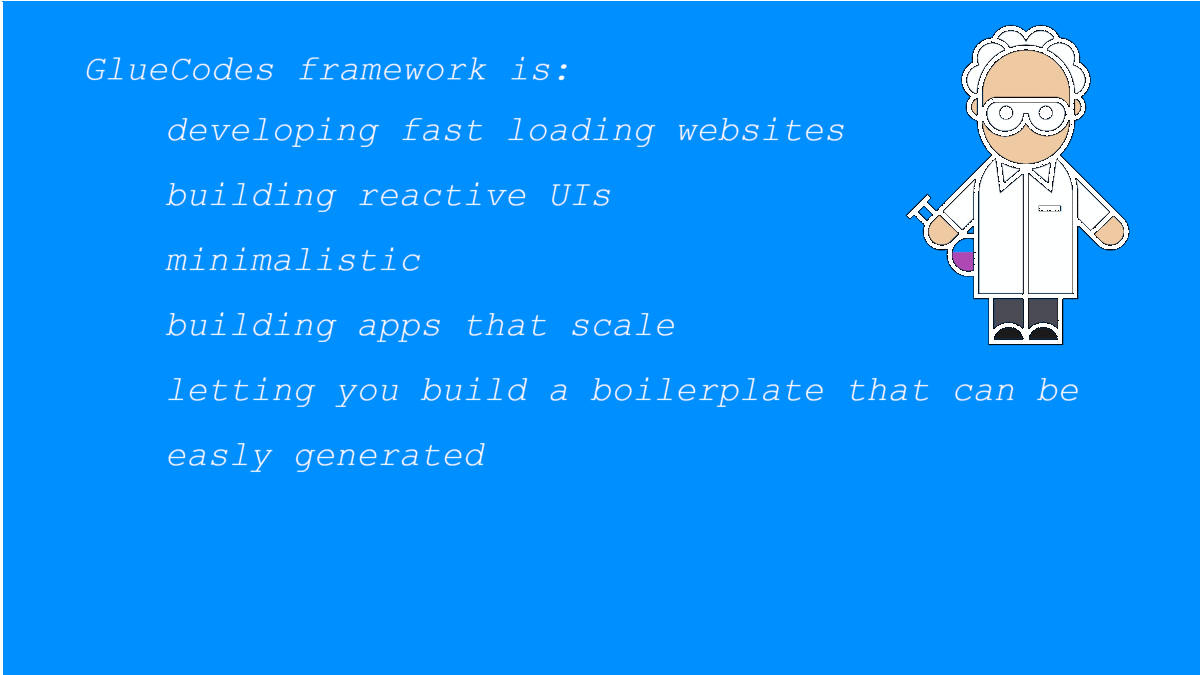 GlueCodes framework is:
developing fast loading websites
building reactive UIs
minimalistic
building apps that scale
letting you build a boilerplate that can be
easly generated